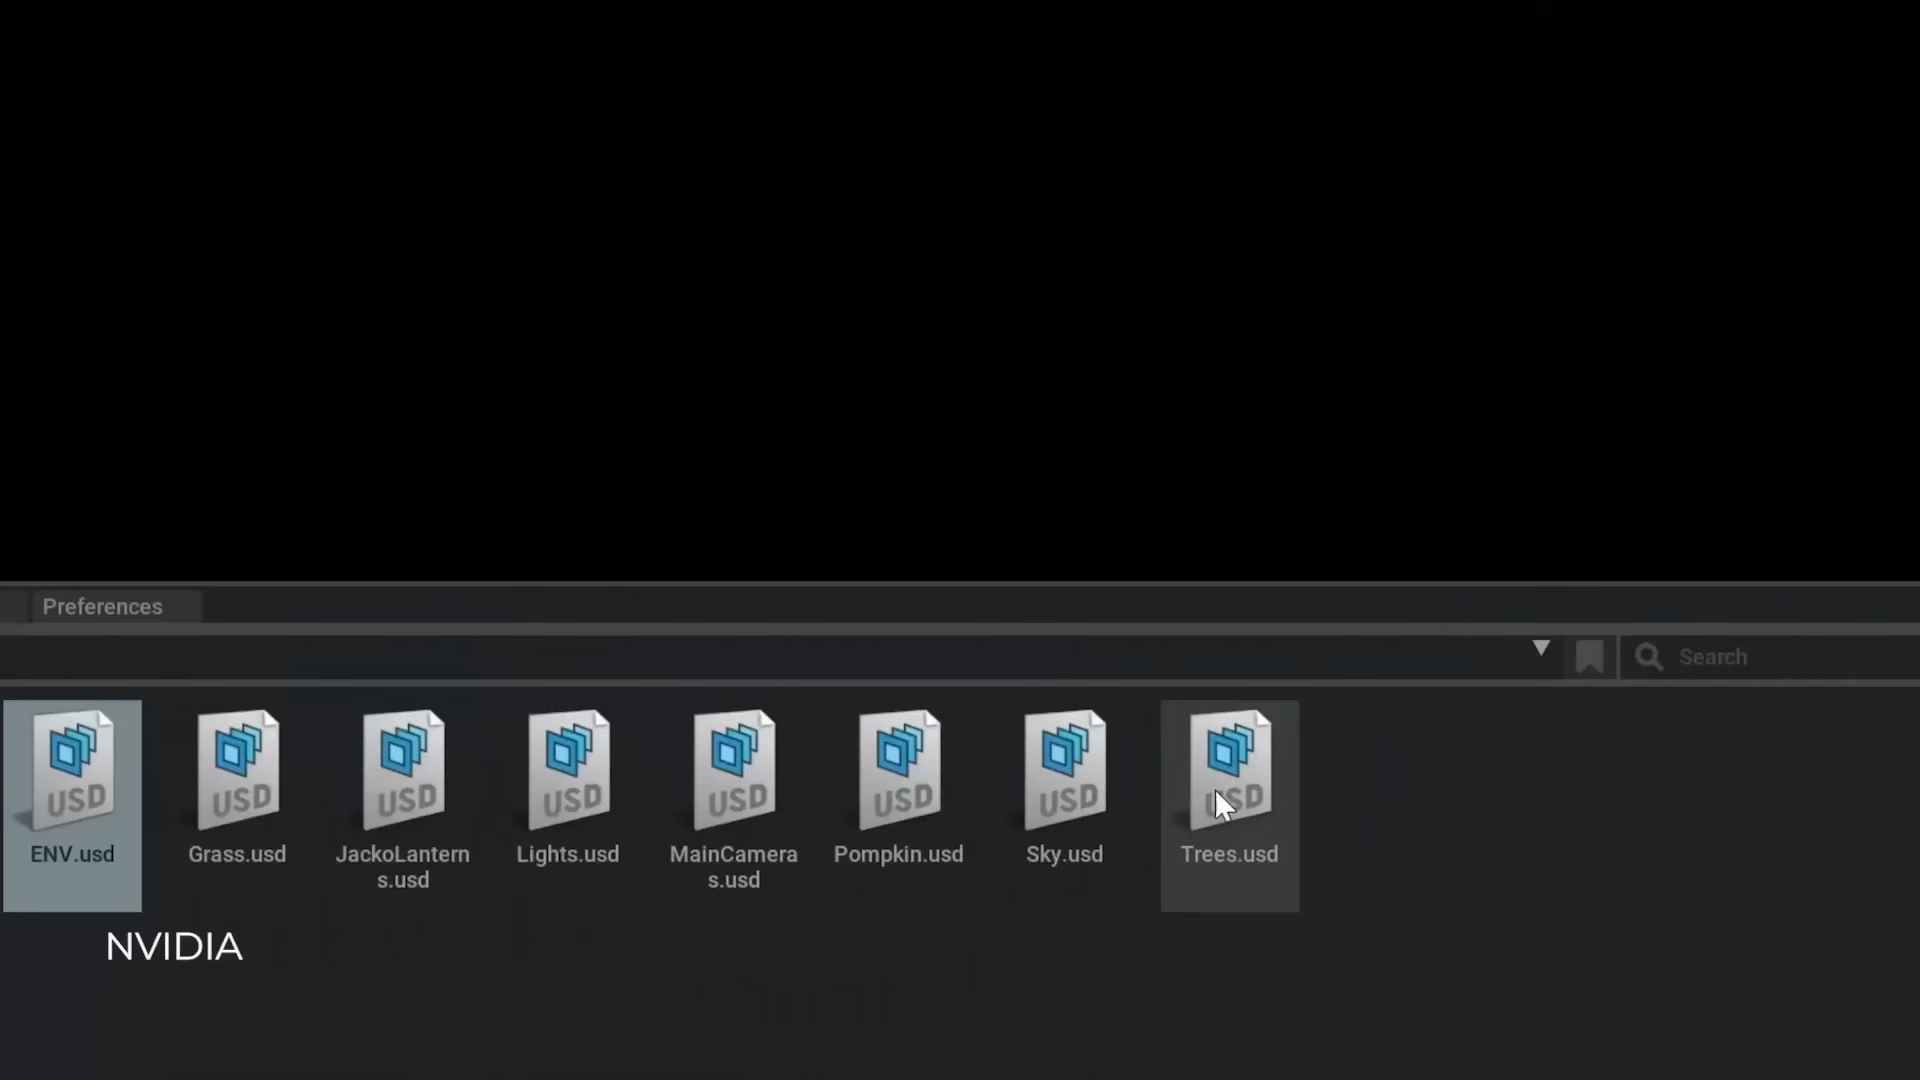 Preferences
Search
USD
USD
USD
USD
USD
USD
USD
USD
ENV.usd
Grass.usd
JackoLantern
s.usd
Lights.usd
MainCamera
s.usd
Pompkin.usd
Sky.usd
Trees.usd
NVIDIA